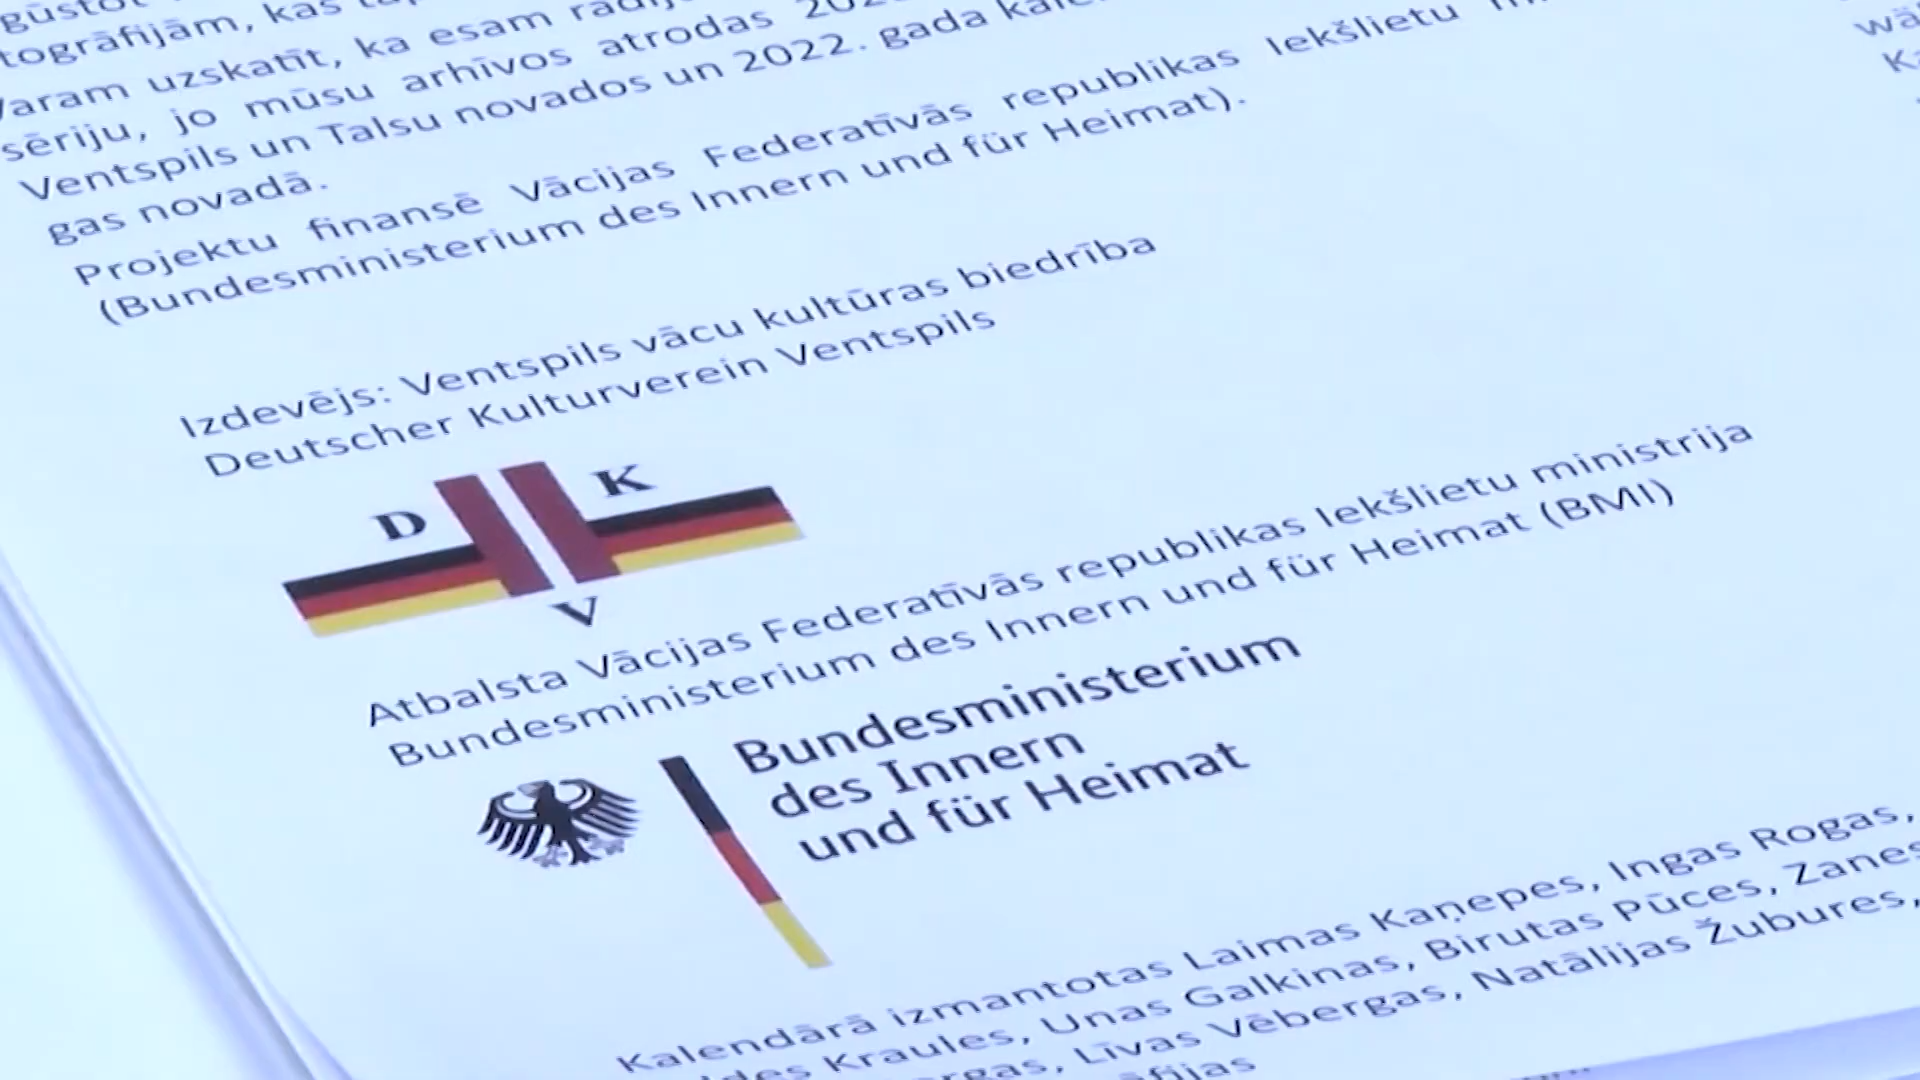 togrāfijām, kas
Varam uzskatīt, ka esam
sēriju, jo mūsu arhīvos atrodas
Ventspils un Talsu novados un 2022. gada
gas novadā.
Projektu finansē Vācijas Federatīvās republikas Iekšlietu
(Bundesministerium des Innern und für Heimat).
Izdevējs: Ventspils vācu kultūras biedrība
Deutscher Kulturverein Ventspils
D K
V
Atbalsta Vācijas Federatīvās republikas Iekšlietu ministrija
Bundesministerium des Innern und für Heimat (BMI)
Bundesministerium
des Innern
und für Heimat
Kalendārā izmantotas Laimas Kaņepes, Ingas Rogas,
Kraules, Unas Galkinas, Birutas Pūces, Zanes
Līvas Vēbergas, Natālijas Žubures,